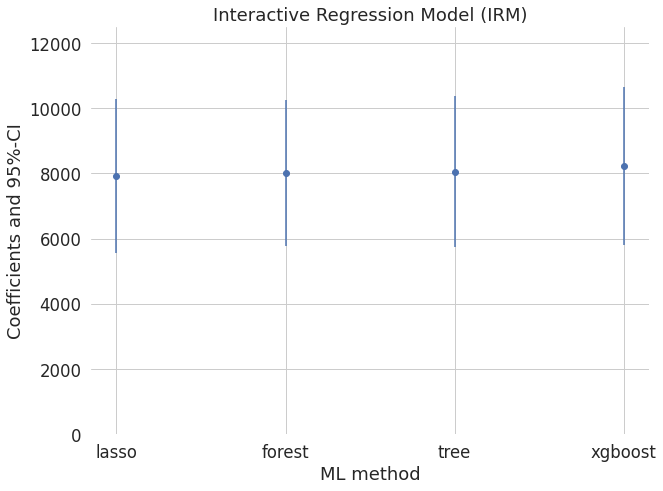 Interactive Regression Model (IRM)
12000
10000
8000
6000
4000
2000
0
Coefficients and 95%-CI
lasso forest tree xgboost
ML method